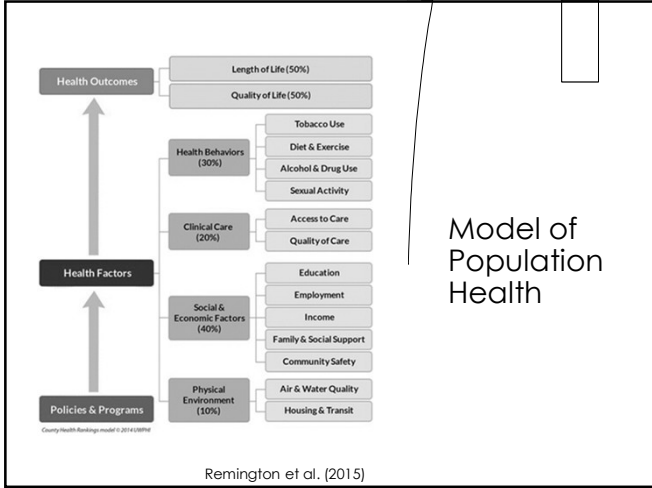 Health Outcomes
Length of Life (50%)
Quality of Life (50%)
Health Behaviors
(30%)
Tobacco Use
Diet & Exercise
Alcohol & Drug Use
Sexual Activity
Clinical Care
(20%)
Access to Care
Quality of Care
Health Factors
Social &
Economic Factors
(40%)
Education
Employment
Income
Family & Social Support
Community Safety
Physical
Environment
(10%)
Air & Water Quality
Housing & Transit
Policies & Programs
County Health Rankings model © 2014 UWPHI
Model of
Population
Health
Remington et al. (2015)